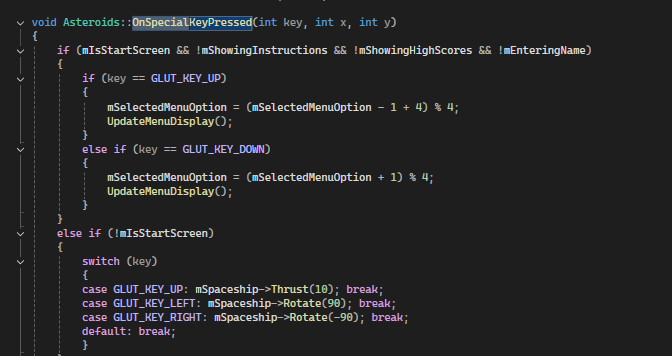 void Asteroids::OnSpecialKeyPressed(int key, int x, int y)
{
if (mIsStartScreen && !mShowingInstructions && !mShowingHighScores && !mEnteringName)
{
if (key == GLUT_KEY_UP)
{
mSelectedMenuOption = (mSelectedMenuOption - 1 + 4) % 4;
UpdateMenuDisplay();
}
else if (key == GLUT_KEY_DOWN)
{
mSelectedMenuOption = (mSelectedMenuOption + 1) % 4;
UpdateMenuDisplay();
}
}
else if (!mIsStartScreen)
{
switch (key)
{
case GLUT_KEY_UP: mSpaceship->Thrust(10); break;
case GLUT_KEY_LEFT: mSpaceship->Rotate(90); break;
case GLUT_KEY_RIGHT: mSpaceship->Rotate(-90); break;
default: break;
}